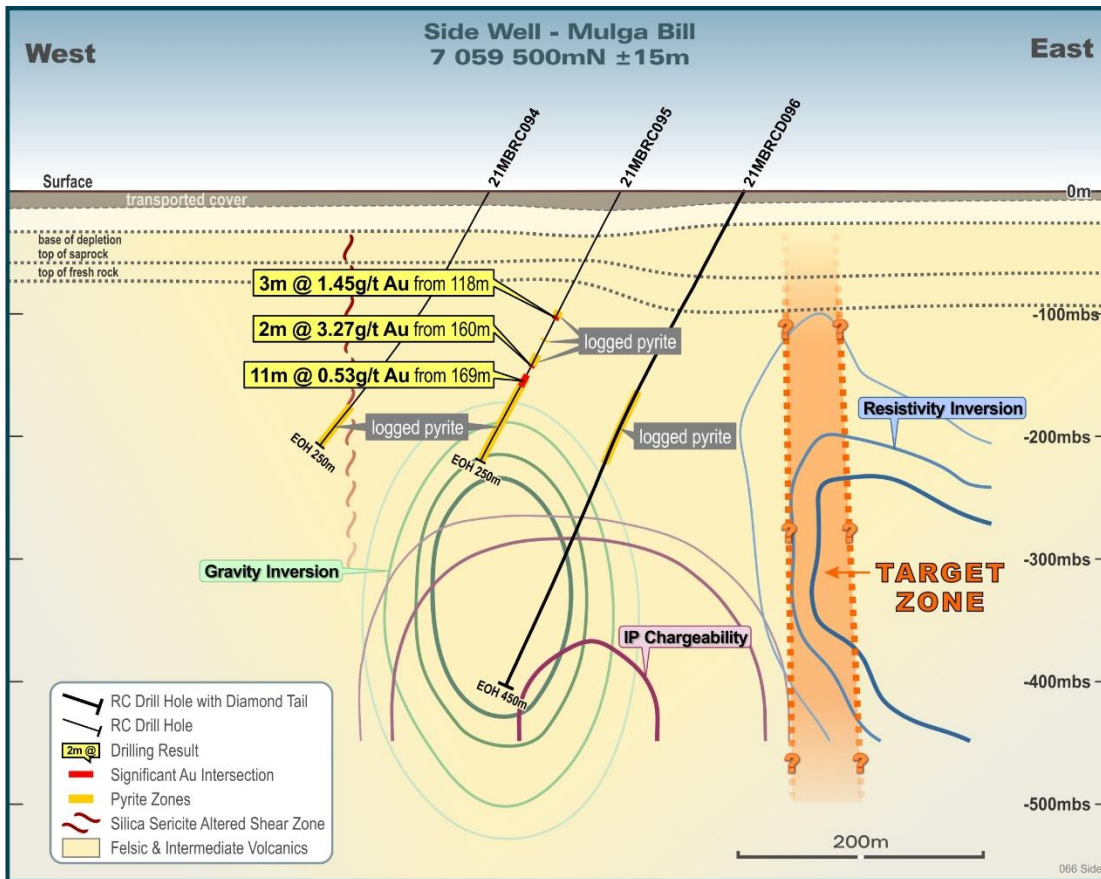 Side Well - Mulga Bill
7 059 500mN ±15m
West
East
21MBRC094
21MBRC095
21MBRCD096
Surface
0m
transported cover
base of depletion
top of saprock
top of fresh rock
3m @ 1.45g/t Au from 118m
-100mbs
?
?
2m @ 3.27g/t Au from 160m
logged pyrite
11m @ 0.53g/t Au from 169m
Resistivity Inversion
logged pyrite
logged pyrite
-200mbs
EOH 250m
EOH 250m
?
?
-300mbs
Gravity Inversion
TARGET
ZONE
IP Chargeability
EOH 450m
-400mbs
?
?
-500mbs
RC Drill Hole with Diamond Tail
RC Drill Hole
2m @
Drilling Result
Significant Au Intersection
Pyrite Zones
Silica Sericite Altered Shear Zone
Felsic & Intermediate Volcanics
200m
066 Side